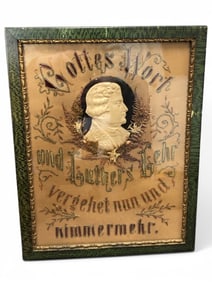 Gottes Wort
und Luthers Lehr
vergehet nun und
nimmermehr.